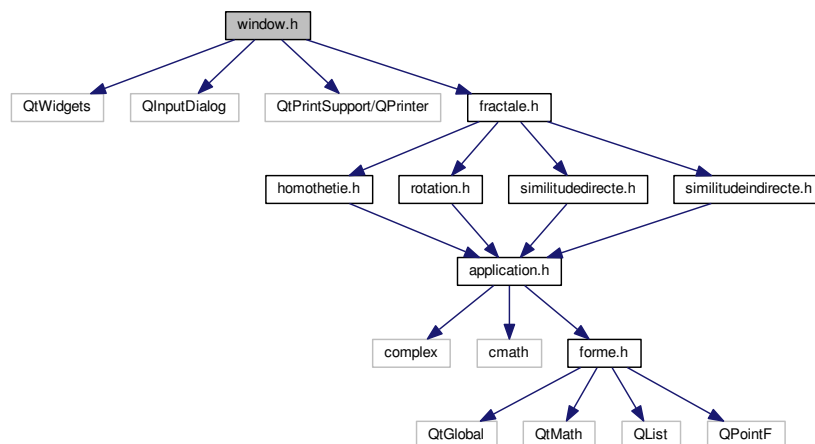 window.h
QtWidgets
QInputDialog
QtPrintSupport/QPrinter
fractale.h
homothetie.h
rotation.h
similitudedirecte.h
similitudeindirecte.h
application.h
complex
cmath
forme.h
QtGlobal
QtMath
QList
QPointF